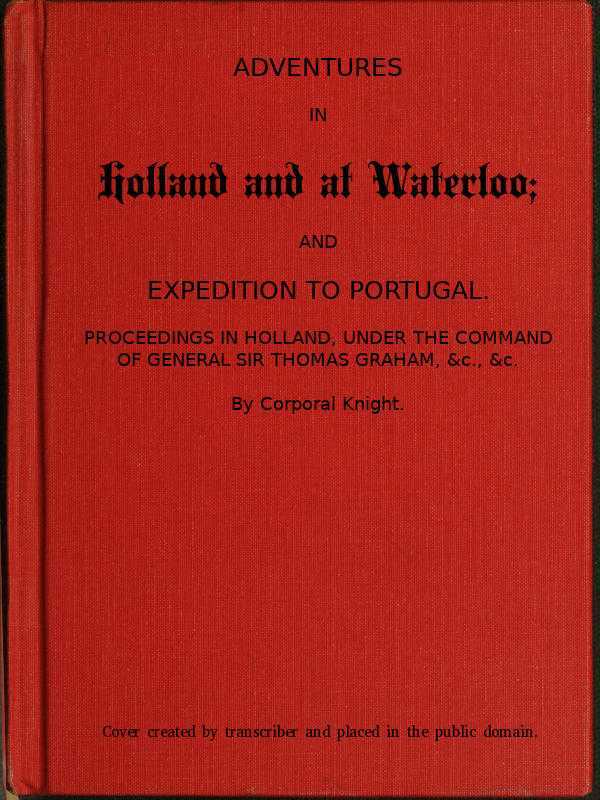 ADVENTURES
IN
Holland and at Waterloo;
AND
EXPEDITION TO PORTUGAL.
PROCEEDINGS IN HOLLAND, UNDER THE COMMAND
OF GENERAL SIR THOMAS GRAHAM, &c., &c.
By Corporal Knight.
Cover created by transcriber and placed in the public domain.